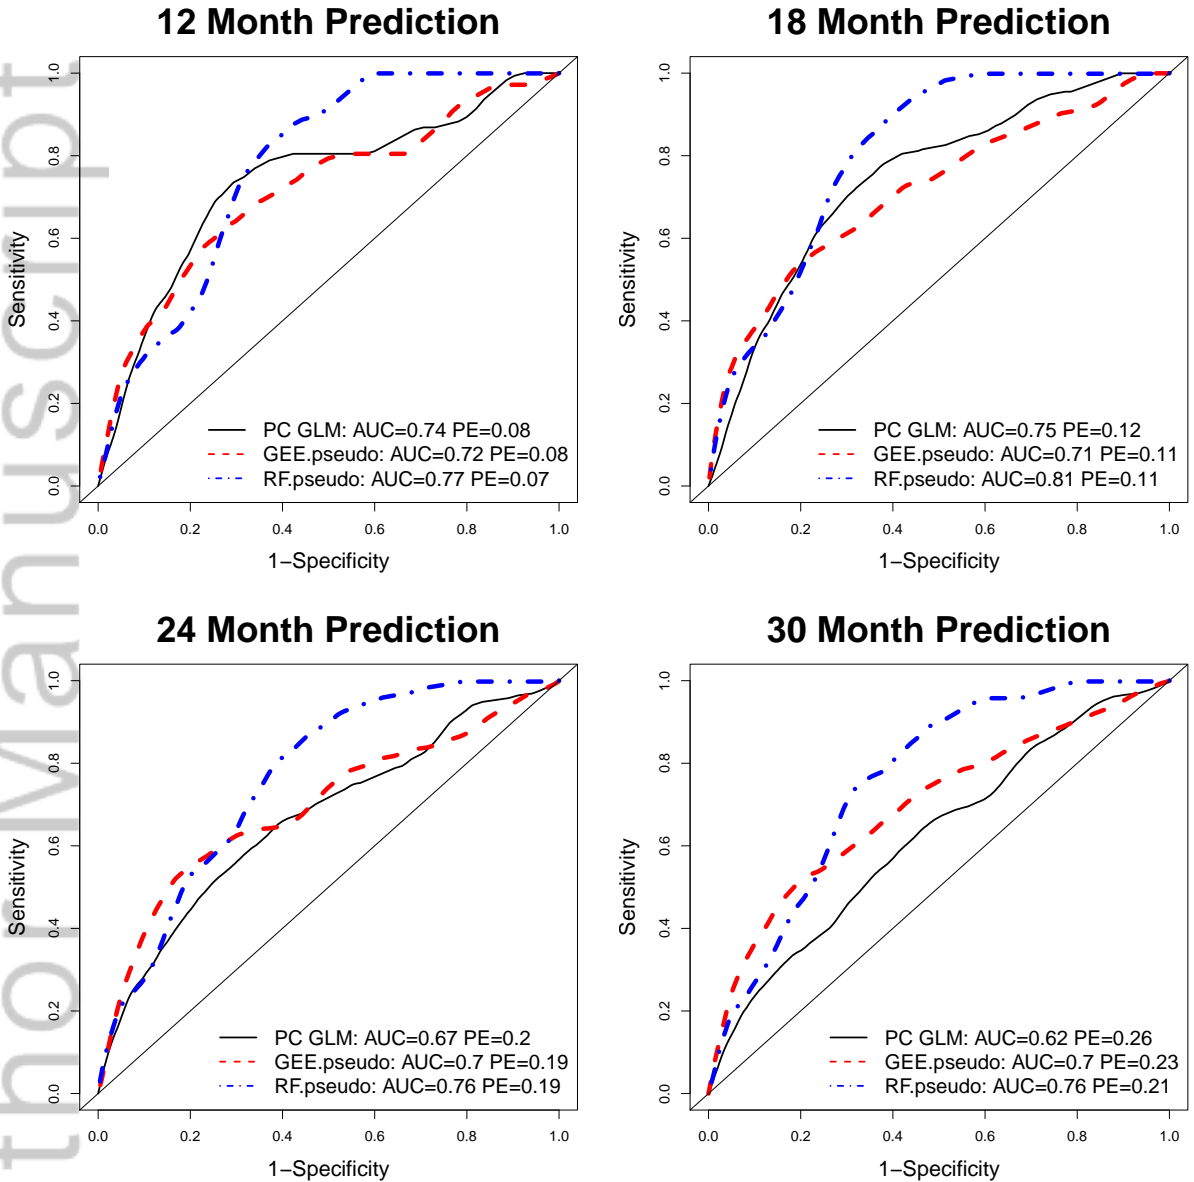 12 Month Prediction
Sensitivity
0.0 0.2 0.4 0.6 0.8 1.0
PC GLM: AUC=0.74 PE=0.08
GEE.pseudo: AUC=0.72 PE=0.08
RF.pseudo: AUC=0.77 PE=0.07
0.0 0.2 0.4 0.6 0.8 1.0
1−Specificity
18 Month Prediction
Sensitivity
0.0 0.2 0.4 0.6 0.8 1.0
PC GLM: AUC=0.75 PE=0.12
GEE.pseudo: AUC=0.71 PE=0.11
RF.pseudo: AUC=0.81 PE=0.11
0.0 0.2 0.4 0.6 0.8 1.0
1−Specificity
24 Month Prediction
Sensitivity
0.0 0.2 0.4 0.6 0.8 1.0
PC GLM: AUC=0.67 PE=0.2
GEE.pseudo: AUC=0.7 PE=0.19
RF.pseudo: AUC=0.76 PE=0.19
0.0 0.2 0.4 0.6 0.8 1.0
1−Specificity
30 Month Prediction
Sensitivity
0.0 0.2 0.4 0.6 0.8 1.0
PC GLM: AUC=0.62 PE=0.26
GEE.pseudo: AUC=0.7 PE=0.23
RF.pseudo: AUC=0.76 PE=0.21
0.0 0.2 0.4 0.6 0.8 1.0
1−Specificity
thor Manuscript